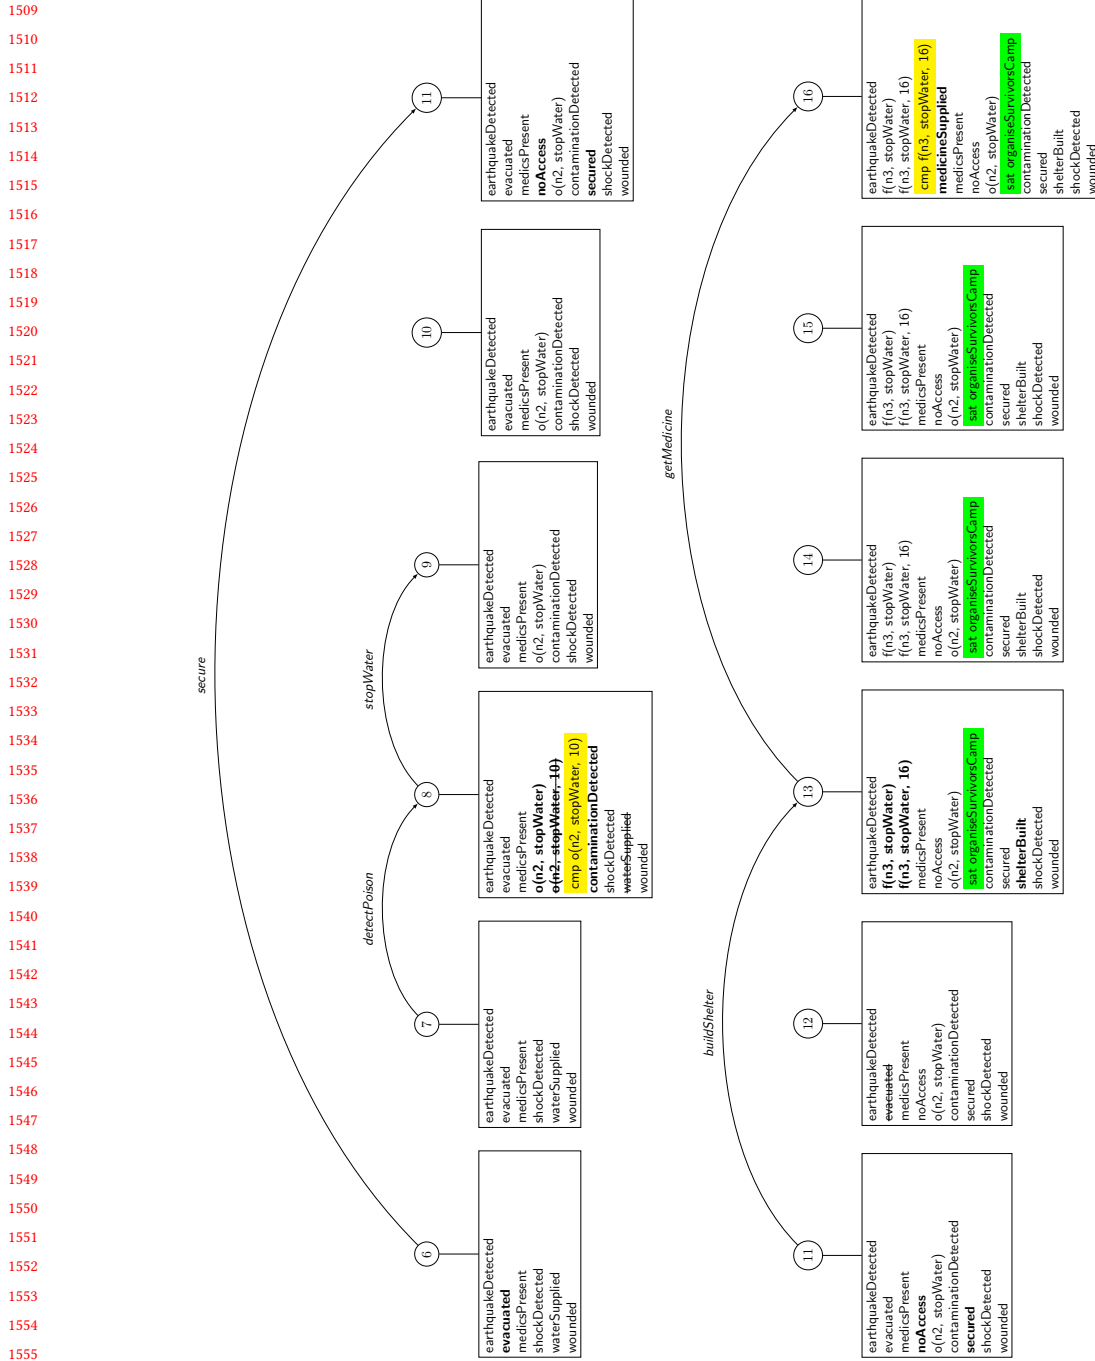 1509
1510
1511
1512
1513
1514
1515
1516
1517
1518
1519
1520
1521
1522
1523
1524
1525
1526
1527
1528
1529
1530
1531
1532
1533
1534
1535
1536
1537
1538
1539
1540
1541
1542
1543
1544
1545
1546
1547
1548
1549
1550
1551
1552
1553
1554
1555
secure
detectPoison
stopWater
6
earthquakeDetected
evacuated
medicsPresent
shockDetected
waterSupplied
wounded
7
earthquakeDetected
evacuated
medicsPresent
shockDetected
waterSupplied
wounded
8
earthquakeDetected
evacuated
medicsPresent
o(n2, stopWater)
o(n2, stopWater, 10)
cmp o(n2, stopWater, 10)
contaminationDetected
shockDetected
waterSupplied
wounded
9
earthquakeDetected
evacuated
medicsPresent
o(n2, stopWater)
contaminationDetected
shockDetected
wounded
10
earthquakeDetected
evacuated
medicsPresent
o(n2, stopWater)
contaminationDetected
shockDetected
wounded
11
earthquakeDetected
evacuated
medicsPresent
noAccess
o(n2, stopWater)
contaminationDetected
secured
shockDetected
wounded
buildShelter
getMedicine
11
earthquakeDetected
evacuated
medicsPresent
noAccess
o(n2, stopWater)
contaminationDetected
secured
shockDetected
wounded
12
earthquakeDetected
evacuated
medicsPresent
noAccess
o(n2, stopWater)
contaminationDetected
secured
shockDetected
wounded
13
earthquakeDetected
f(n3, stopWater)
f(n3, stopWater, 16)
medicsPresent
noAccess
o(n2, stopWater)
sat organiseSurvivorsCamp
contaminationDetected
secured
shelterBuilt
shockDetected
wounded
14
earthquakeDetected
f(n3, stopWater)
f(n3, stopWater, 16)
medicsPresent
noAccess
o(n2, stopWater)
sat organiseSurvivorsCamp
contaminationDetected
secured
shelterBuilt
shockDetected
wounded
15
earthquakeDetected
f(n3, stopWater)
f(n3, stopWater, 16)
medicsPresent
noAccess
o(n2, stopWater)
sat organiseSurvivorsCamp
contaminationDetected
secured
shelterBuilt
shockDetected
wounded
16
earthquakeDetected
f(n3, stopWater)
f(n3, stopWater, 16)
cmp f(n3, stopWater, 16)
medicineSupplied
medicsPresent
noAccess
o(n2, stopWater)
sat organiseSurvivorsCamp
contaminationDetected
secured
shelterBuilt
shockDetected
wounded